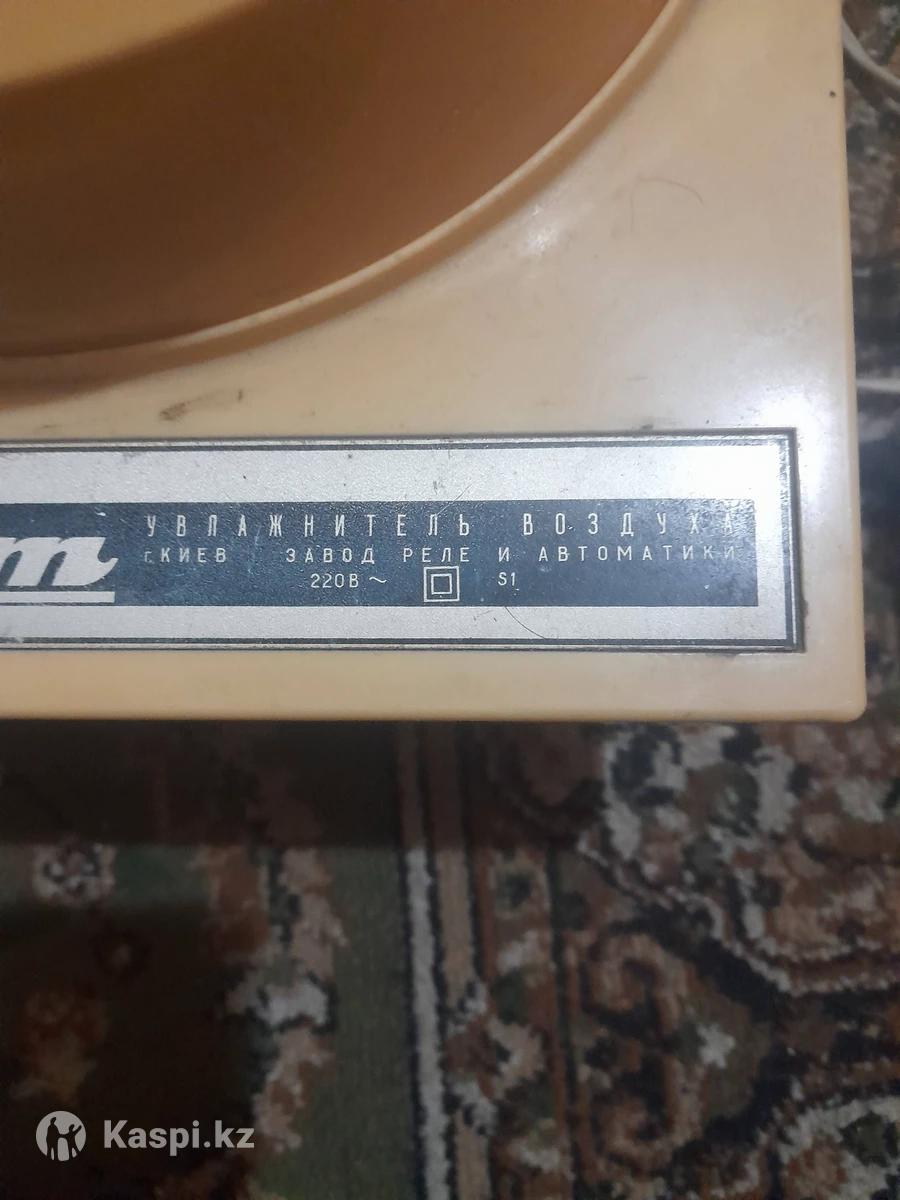 УВЛАЖНИТЕЛЬ ВОЗДУХА
г.КИЕВ ЗАВОД РЕЛЕ И АВТОМАТИКИ
220В ~ S1
Kaspi.kz